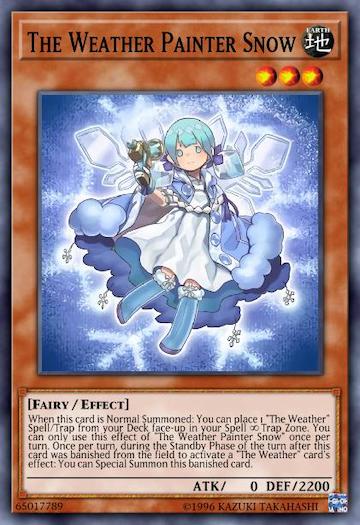 THE WEATHER PAINTER SNOW
EARTH
地
[FAIRY / EFFECT]
When this card is Normal Summoned: You can place 1 "The Weather"
Spell/Trap from your Deck face-up in your Spell ∞ Trap Zone. You
can only use this effect of "The Weather Painter Snow" once per
turn. Once per turn, during the Standby Phase of the turn after this
card was banished from the field to activate a "The Weather" card's
effect: You can Special Summon this banished card.
ATK/ 0 DEF/2200
65017789
©1996 KAZUKI TAKAHASHI